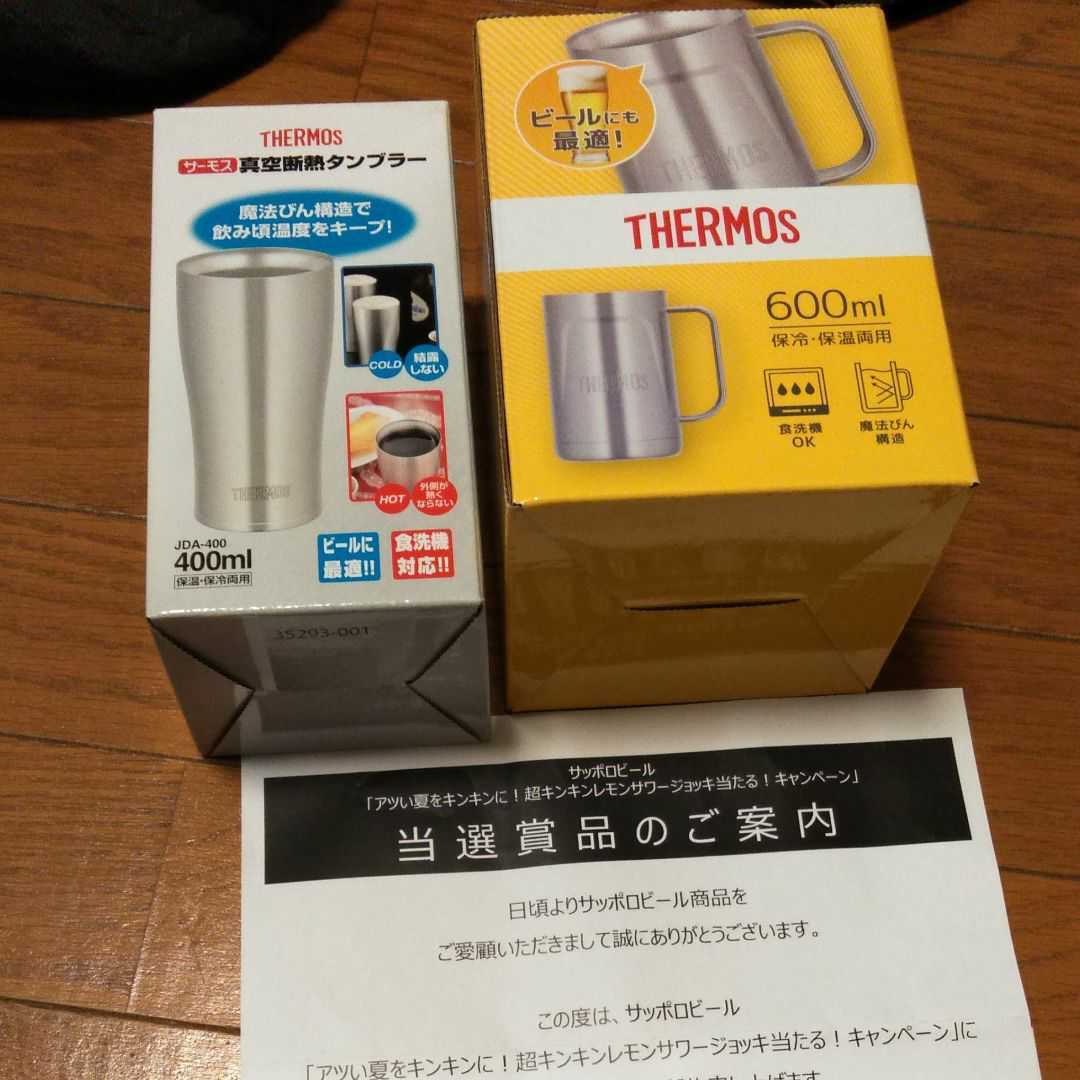 THERMOS
サーモス 真空断熱タンブラー
魔法びん構造で
飲み頃温度をキープ!
COLD
結露
しない
HOT
外側が
熱く
ならない
THERMOS
JDA-400
400ml
保温・保冷両用
ビールに
最適!!
食洗機
対応!!
35293-001
ビールにも
最適!
THERMOS
THERMOS
600ml
保冷・保温両用
THERMOS
食洗機
OK
魔法びん
構造
サッポロビール
「アツい夏をキンキンに!超キンキンレモンサワージョッキ当たる!キャンペーン」
当選賞品のご案内
日頃よりサッポロビール商品を
ご愛顧いただきまして誠にありがとうございます。
この度は、サッポロビール
「アツい夏をキンキンに!超キンキンレモンサワージョッキ当たる!キャンペーン」に